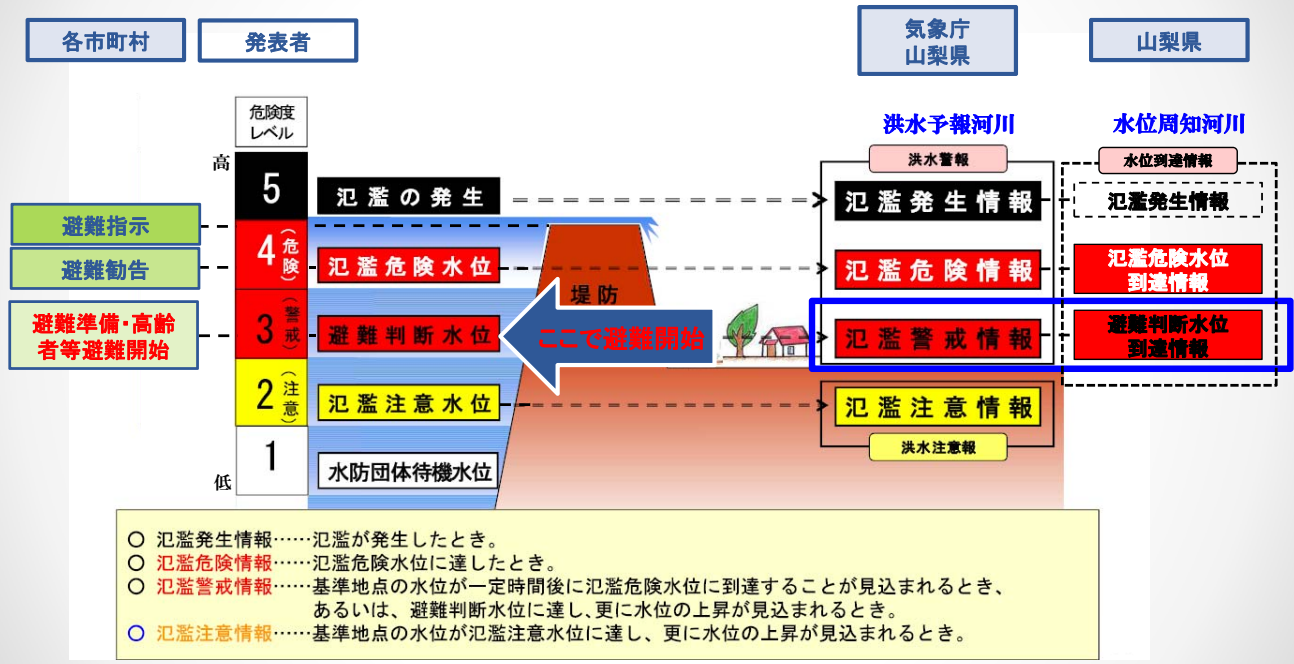 各市町村
発表者
気象庁
山梨県
山梨県
洪水予報河川
水位周知河川
危険度
レベル
高
洪水警報
水位到達情報
5
氾濫の発生
氾濫発生情報
氾濫発生情報
避難指示
4
(危険)
避難勧告
氾濫危険水位
氾濫危険情報
氾濫危険水位
到達情報
堤防
避難準備・高齢
者等避難開始
3
(警戒)
避難判断水位
ここで避難開始
氾濫警戒情報
避難判断水位
到達情報
2
(注意)
氾濫注意水位
氾濫注意情報
洪水注意報
1
水防団体待機水位
低
○ 氾濫発生情報……氾濫が発生したとき。
○ 氾濫危険情報……氾濫危険水位に達したとき。
○ 氾濫警戒情報……基準地点の水位が一定時間後に氾濫危険水位に到達することが見込まれるとき、
あるいは、避難判断水位に達し、更に水位の上昇が見込まれるとき。
○ 氾濫注意情報……基準地点の水位が氾濫注意水位に達し、更に水位の上昇が見込まれるとき。